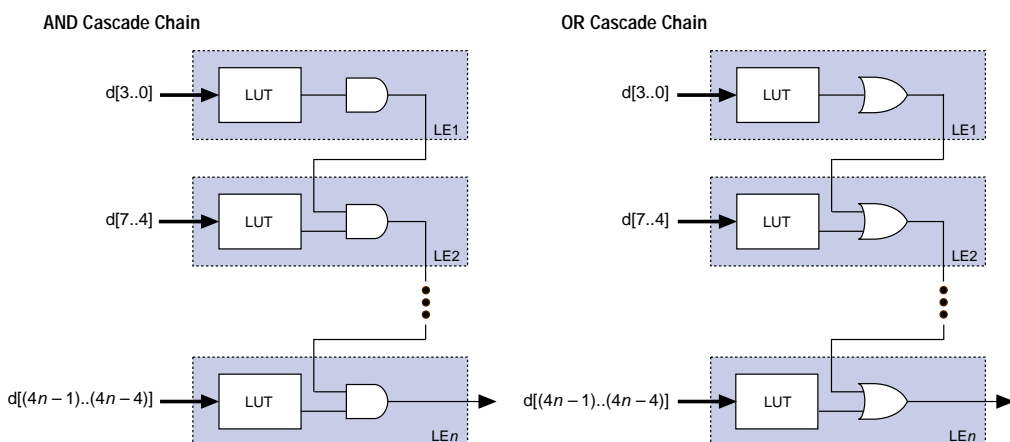 AND Cascade Chain
d[3..0]
LUT
LE1
d[7..4]
LUT
LE2
d[(4n – 1)..(4n – 4)]
LUT
LEn
OR Cascade Chain
d[3..0]
LUT
LE1
d[7..4]
LUT
LE2
d[(4n – 1)..(4n – 4)]
LUT
LEn